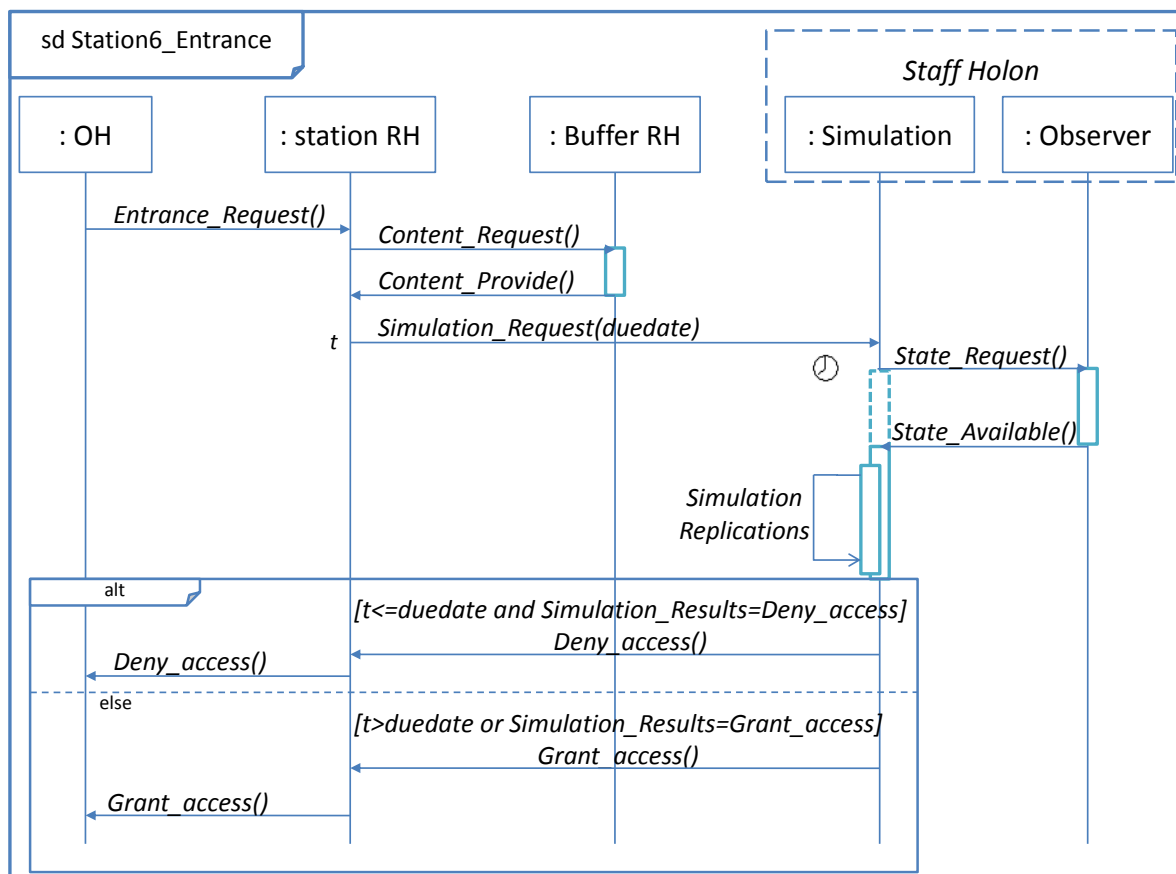 sd Station6_Entrance
Staff Holon
: OH
: station RH
: Buffer RH
: Simulation
: Observer
Entrance_Request()
Content_Request()
Content_Provide()
t
Simulation_Request(duedate)
State_Request()
State_Available()
Simulation
Replications
alt
[t<=duedate and Simulation_Results=Deny_access]
Deny_access()
Deny_access()
else
[t>duedate or Simulation_Results=Grant_access]
Grant_access()
Grant_access()